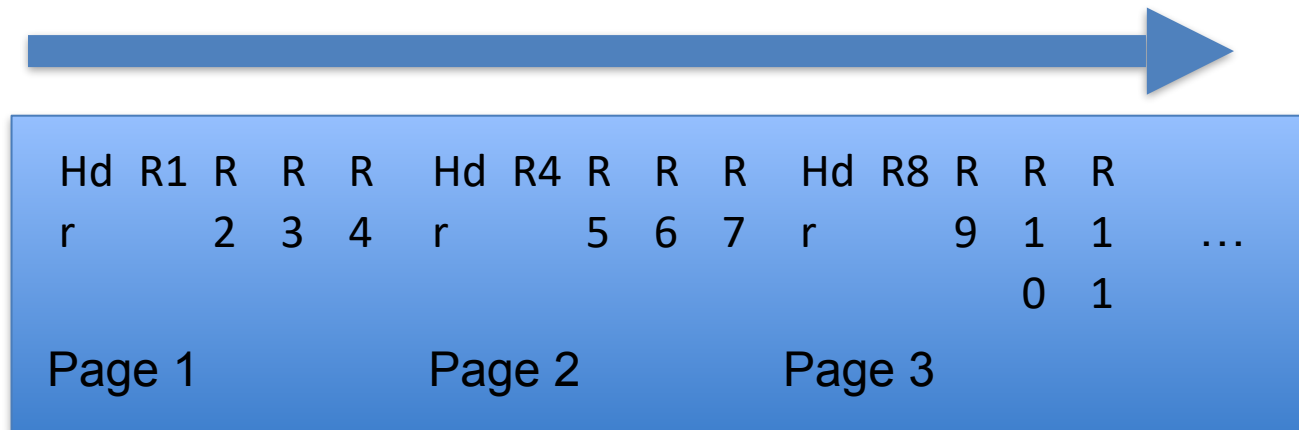 Hd R1 R R R Hd R4 R R R Hd R8 R R R
r 2 3 4 r 5 6 7 r 9 1 1 …
0 1
Page 1 Page 2 Page 3